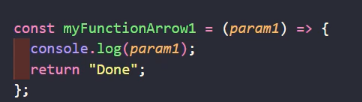 const myFunctionArrow1 = (param1) => {
  console.log(param1);
  return "Done";
};